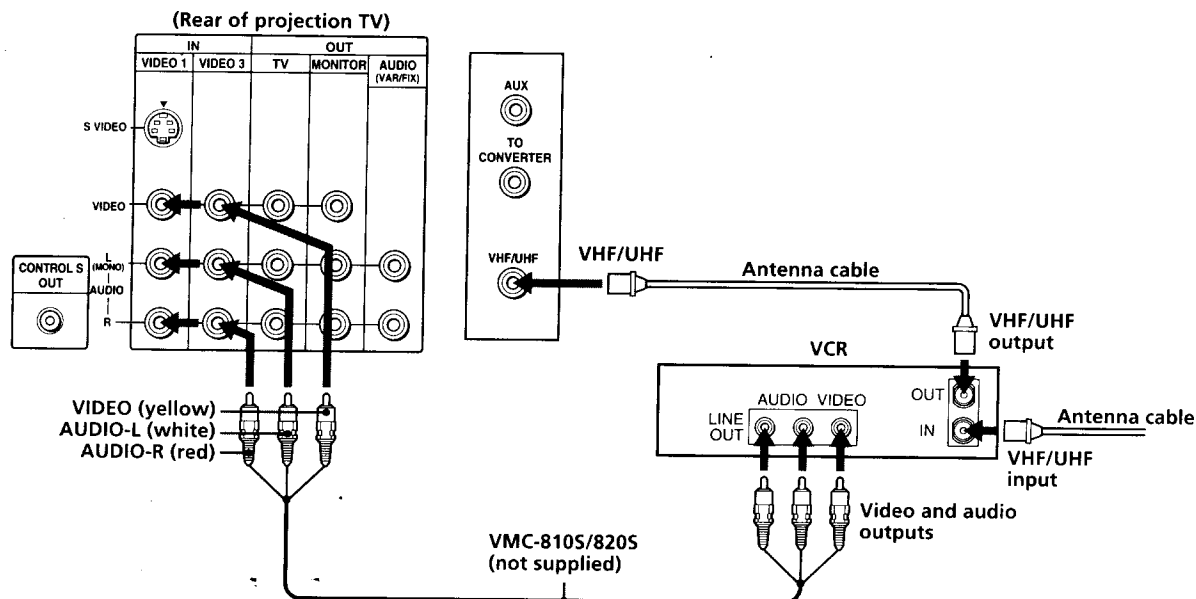 (Rear of projection TV)
IN
OUT
VIDEO 1
VIDEO 3
TV
MONITOR
AUDIO
(VAR/FIX)
S VIDEO
VIDEO
L
(MONO)
AUDIO
R
CONTROL S
OUT
AUX
TO
CONVERTER
VHF/UHF
VHF/UHF
Antenna cable
VHF/UHF
output
VCR
OUT
AUDIO VIDEO
LINE
OUT
IN
Antenna cable
VHF/UHF
input
VIDEO (yellow)
AUDIO-L (white)
AUDIO-R (red)
Video and audio
outputs
VMC-810S/820S
(not supplied)